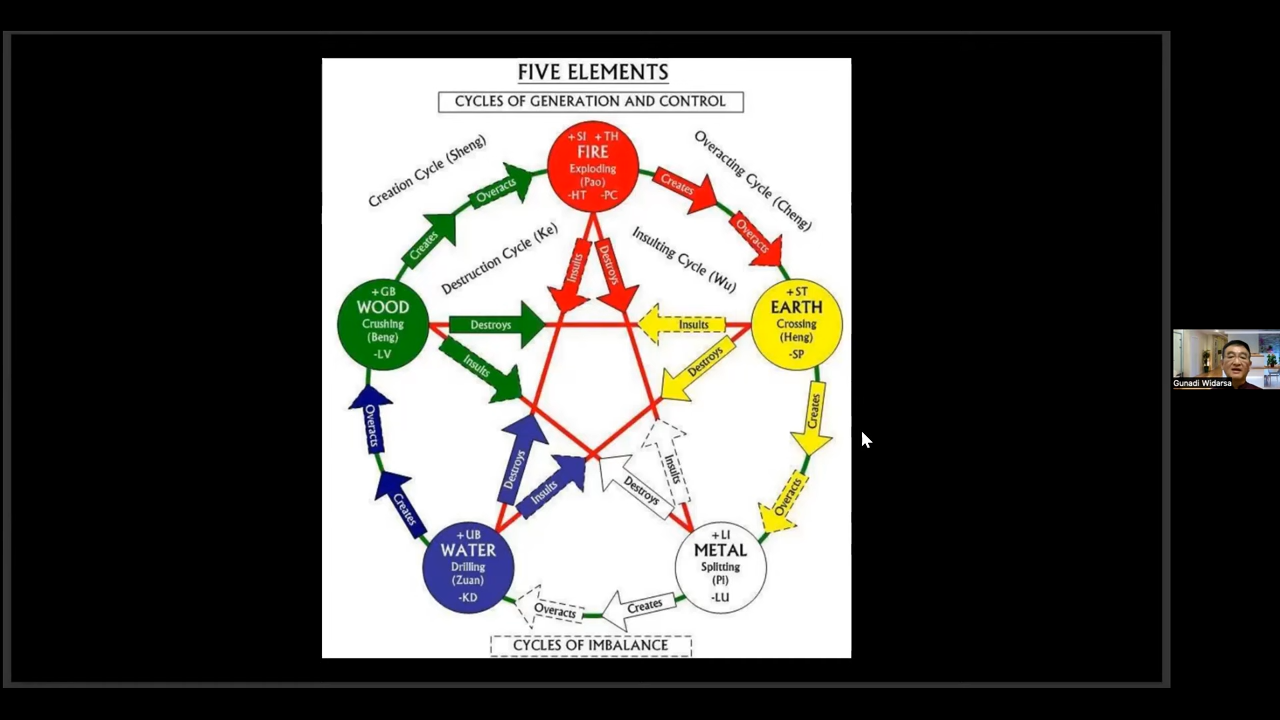 FIVE ELEMENTS
CYCLES OF GENERATION AND CONTROL
Creation Cycle (Sheng)
Overacting Cycle (Cheng)
Destruction Cycle (Ke)
Insulting Cycle (Wu)
+SI +TH
FIRE
Exploding
(Pao)
-HT -PC
Creates
Overacts
Insults
Destroys
+ST
EARTH
Crossing
(Heng)
-SP
Creates
Overacts
Insults
Destroys
+LI
METAL
Splitting
(Pi)
-LU
Creates
Overacts
Insults
Destroys
+UB
WATER
Drilling
(Zuan)
-KD
Creates
Overacts
Destroys
Insults
+GB
WOOD
Crushing
(Beng)
-LV
Creates
Overacts
Destroys
Insults
CYCLES OF IMBALANCE
Gunadi Widarsa